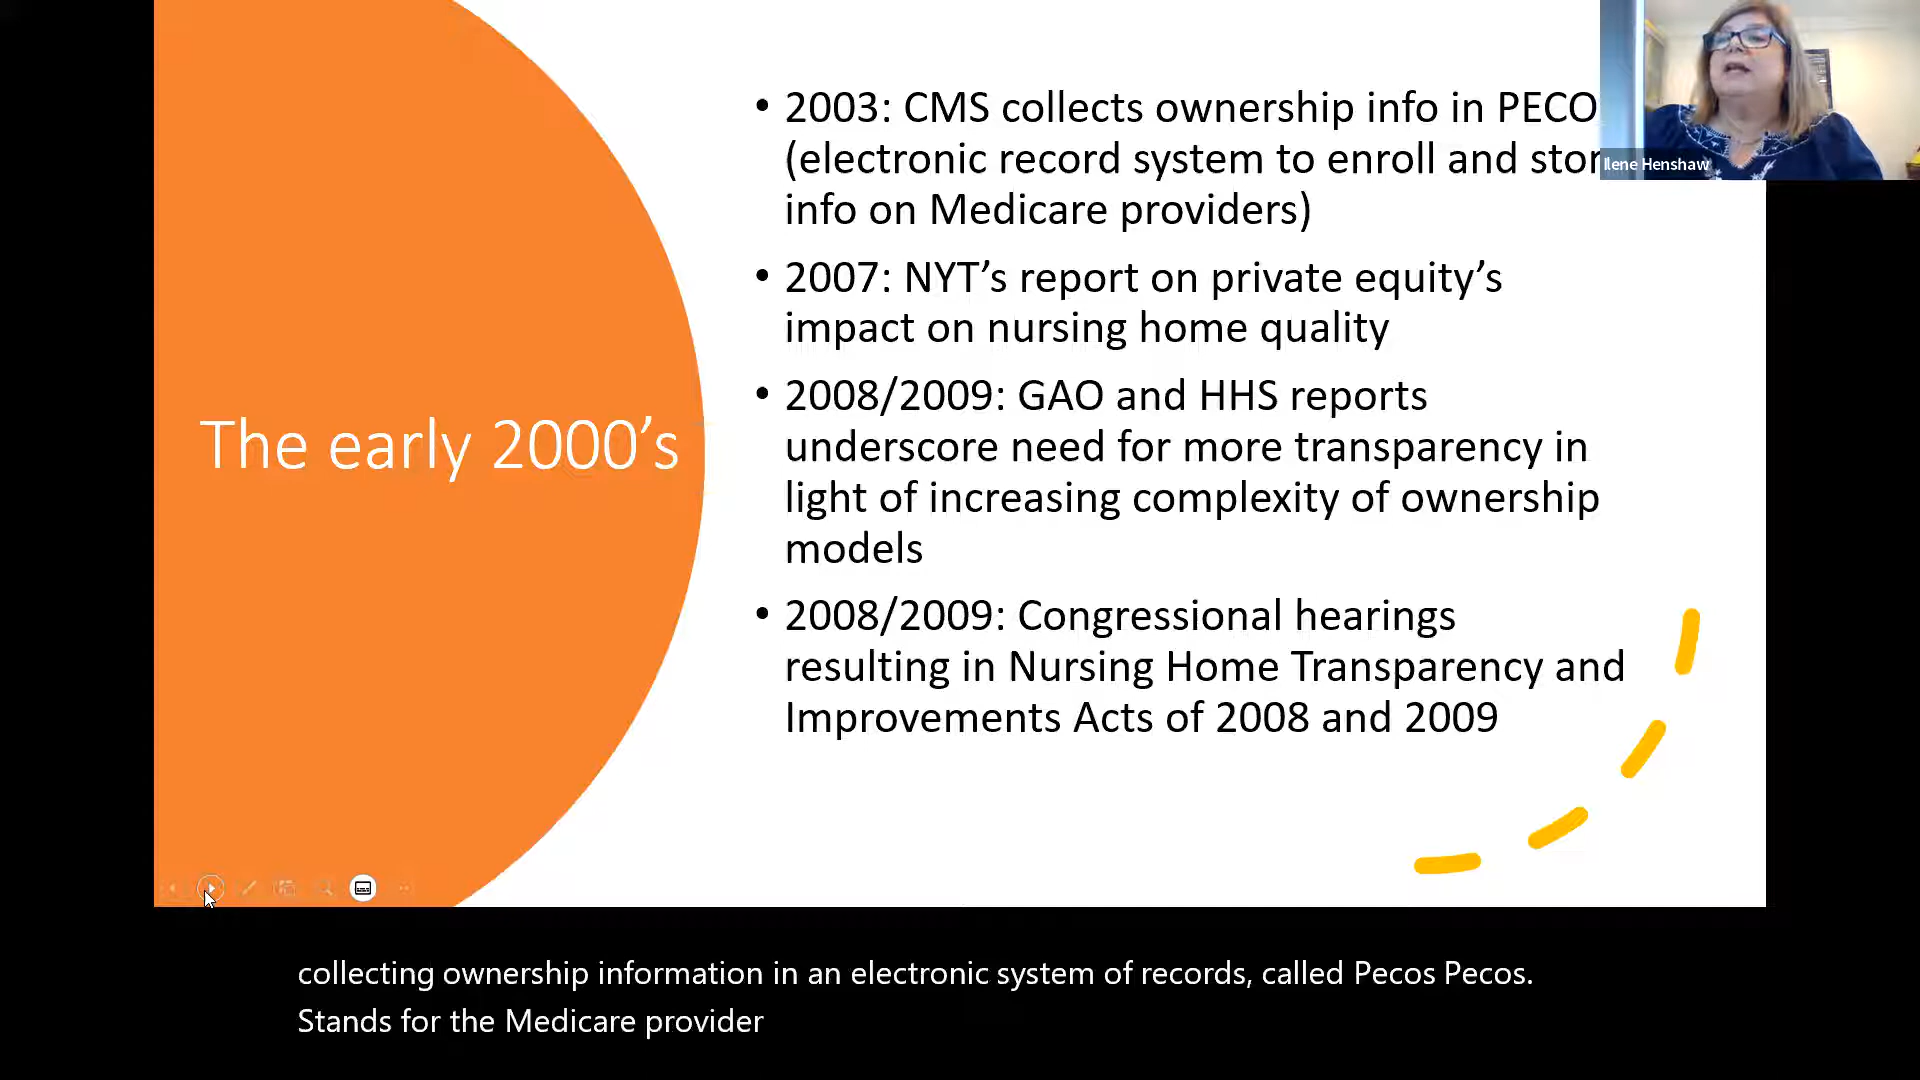 The early 2000’s
• 2003: CMS collects ownership info in PECO
(electronic record system to enroll and stor
info on Medicare providers)
• 2007: NYT’s report on private equity’s
impact on nursing home quality
• 2008/2009: GAO and HHS reports
underscore need for more transparency in
light of increasing complexity of ownership
models
• 2008/2009: Congressional hearings
resulting in Nursing Home Transparency and
Improvements Acts of 2008 and 2009
Ilene Henshaw
collecting ownership information in an electronic system of records, called Pecos Pecos.
Stands for the Medicare provider